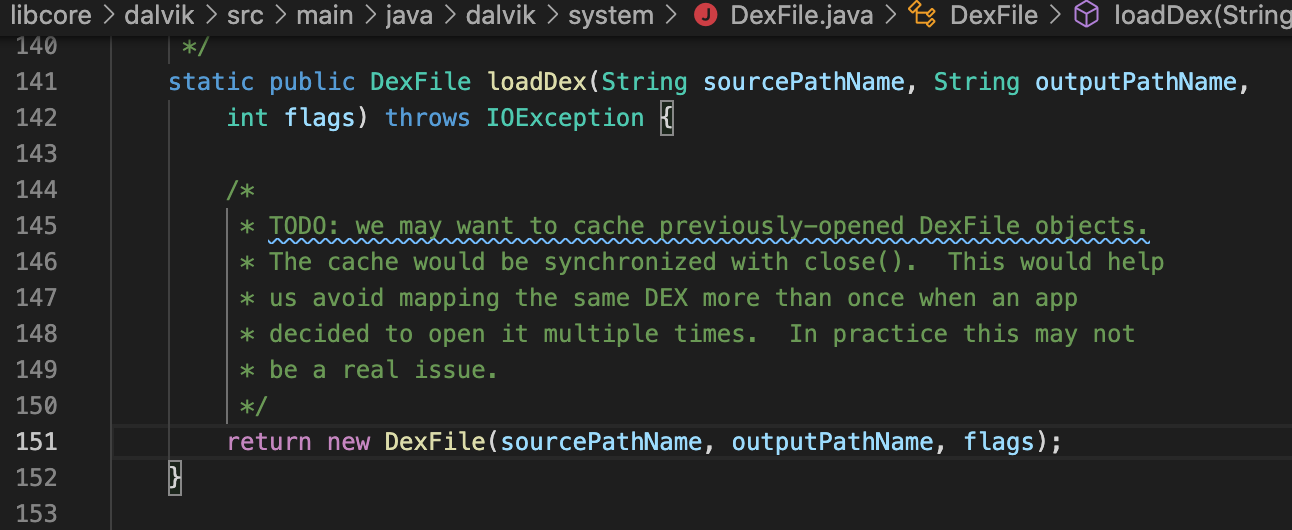 libcore > dalvik > src > main > java > dalvik > system > J DexFile.java > DexFile > loadDex(String
140 */
141 static public DexFile loadDex(String sourcePathName, String outputPathName,
142 int flags) throws IOException {
143
144 /*
145 * TODO: we may want to cache previously-opened DexFile objects.
146 * The cache would be synchronized with close().  This would help
147 * us avoid mapping the same DEX more than once when an app
148 * decided to open it multiple times.  In practice this may not
149 * be a real issue.
150 */
151 return new DexFile(sourcePathName, outputPathName, flags);
152 }
153